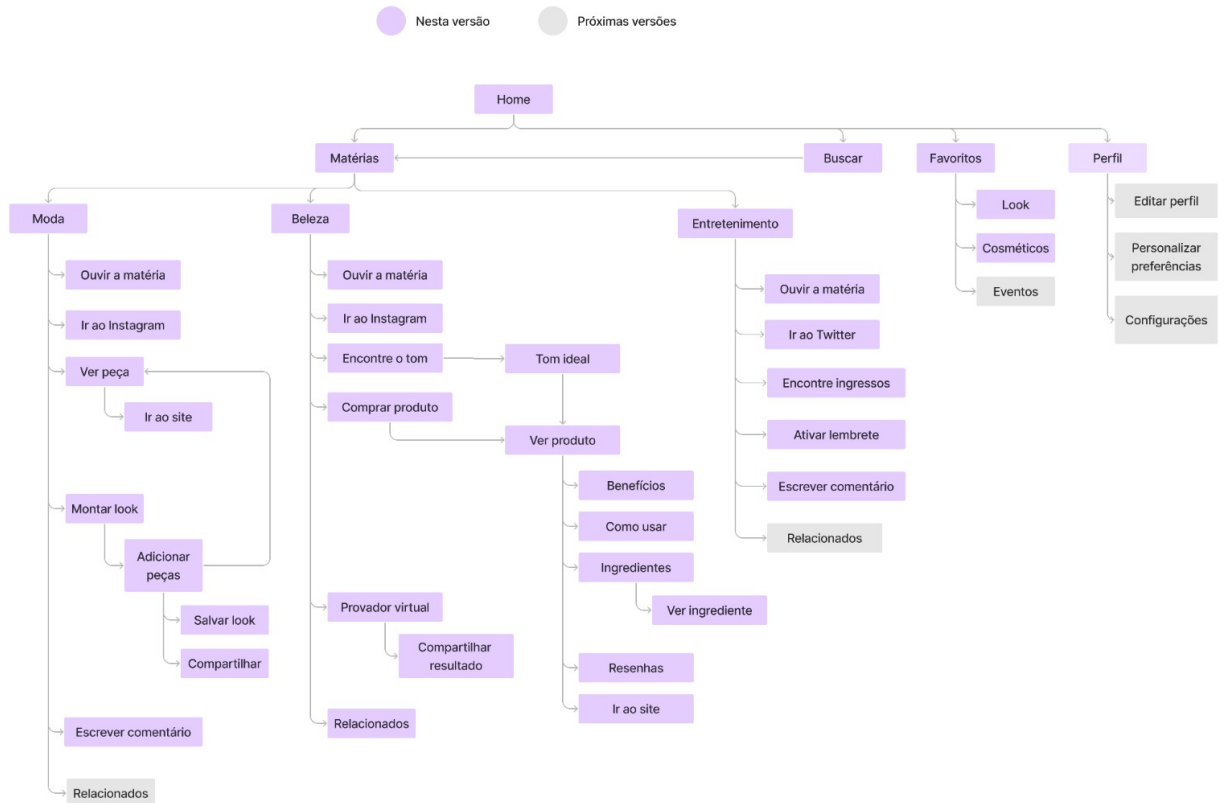 Nesta versão
Próximas versões
Home
Matérias
Buscar
Favoritos
Perfil
Moda
Ouvir a matéria
Ir ao Instagram
Ver peça
Ir ao site
Montar look
Adicionar
peças
Salvar look
Compartilhar
Escrever comentário
Relacionados
Beleza
Ouvir a matéria
Ir ao Instagram
Encontre o tom
Tom ideal
Comprar produto
Ver produto
Benefícios
Como usar
Ingredientes
Ver ingrediente
Resenhas
Ir ao site
Provador virtual
Compartilhar
resultado
Relacionados
Entretenimento
Ouvir a matéria
Ir ao Twitter
Encontre ingressos
Ativar lembrete
Escrever comentário
Relacionados
Look
Cosméticos
Eventos
Editar perfil
Personalizar
preferências
Configurações